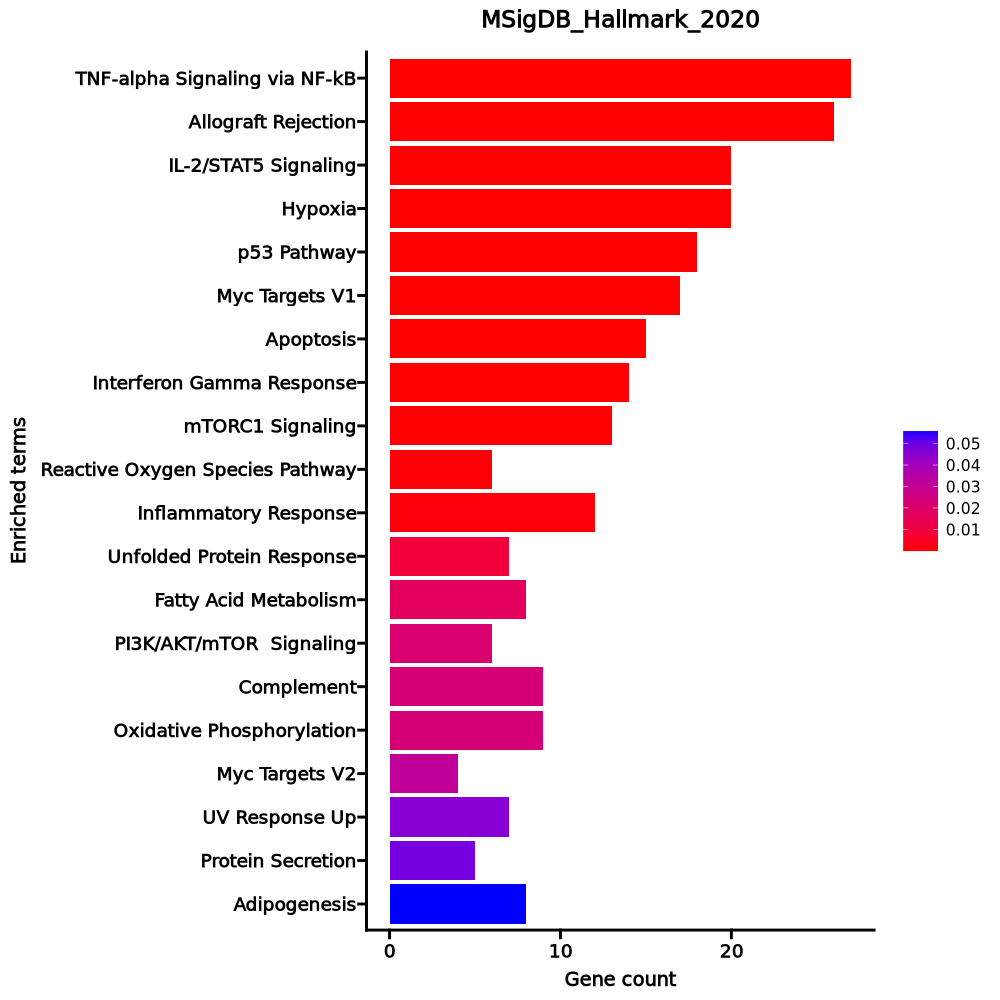 MSigDB_Hallmark_2020
Enriched terms
TNF-alpha Signaling via NF-kB
Allograft Rejection
IL-2/STAT5 Signaling
Hypoxia
p53 Pathway
Myc Targets V1
Apoptosis
Interferon Gamma Response
mTORC1 Signaling
Reactive Oxygen Species Pathway
Inflammatory Response
Unfolded Protein Response
Fatty Acid Metabolism
PI3K/AKT/mTOR  Signaling
Complement
Oxidative Phosphorylation
Myc Targets V2
UV Response Up
Protein Secretion
Adipogenesis
0 10 20
Gene count
0.05
0.04
0.03
0.02
0.01